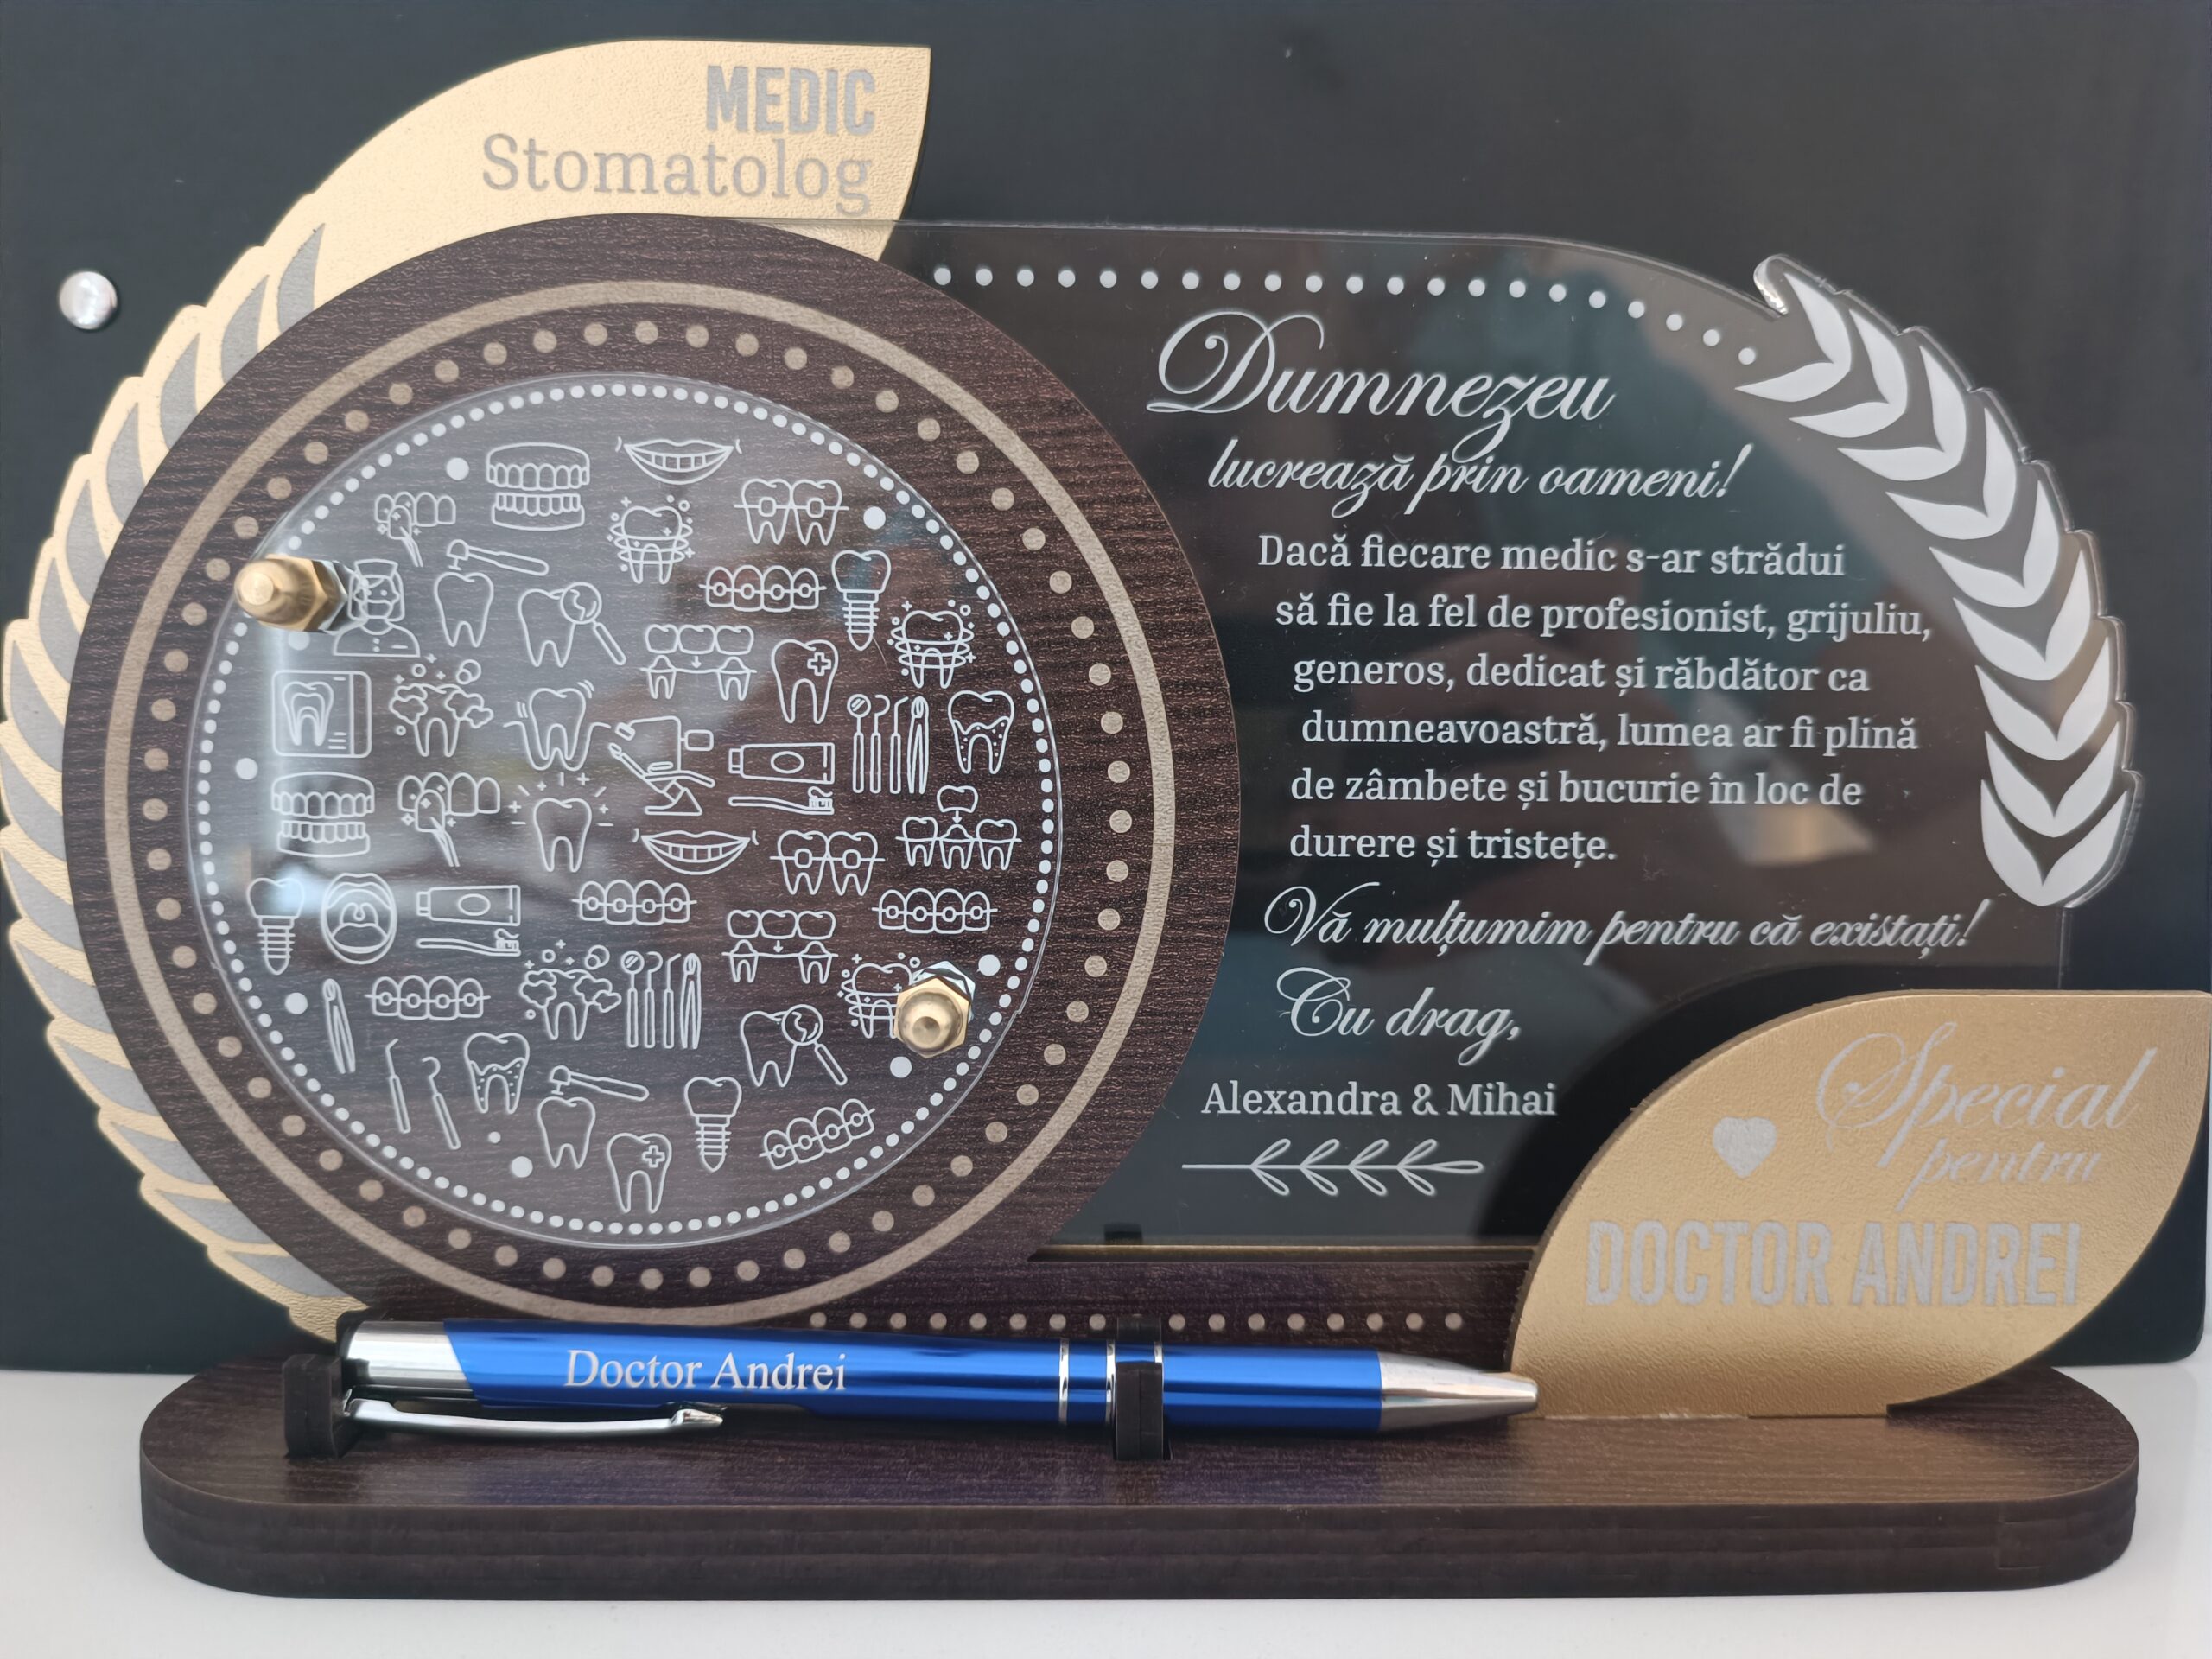 MEDIC
Stomatolog
Dumnezeu
lucrează prin oameni!
Dacă fiecare medic s-ar strădui
să fie la fel de profesionist, grijuliu,
generos, dedicat și răbdător ca
dumneavoastră, lumea ar fi plină
de zâmbete și bucurie în loc de
durere și tristețe.
Vă mulțumim pentru că existați!
Cu drag,
Alexandra & Mihai
Special
pentru
DOCTOR ANDREI
Doctor Andrei